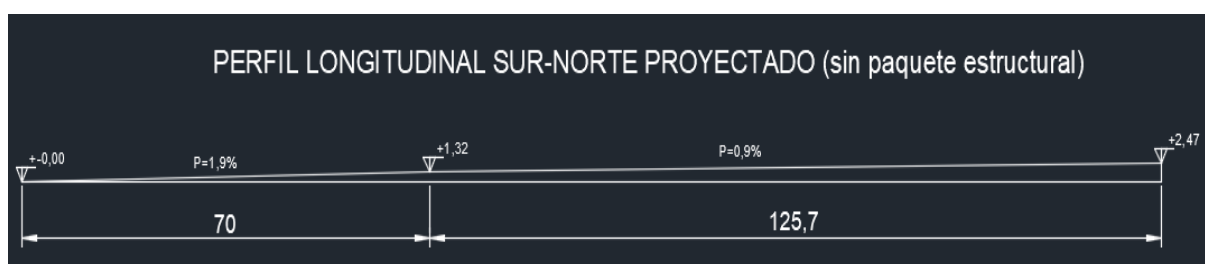 PERFIL LONGITUDINAL SUR-NORTE PROYECTADO (sin paquete estructural)
+-0,00
P=1,9%
+1,32
P=0,9%
+2,47
70
125,7